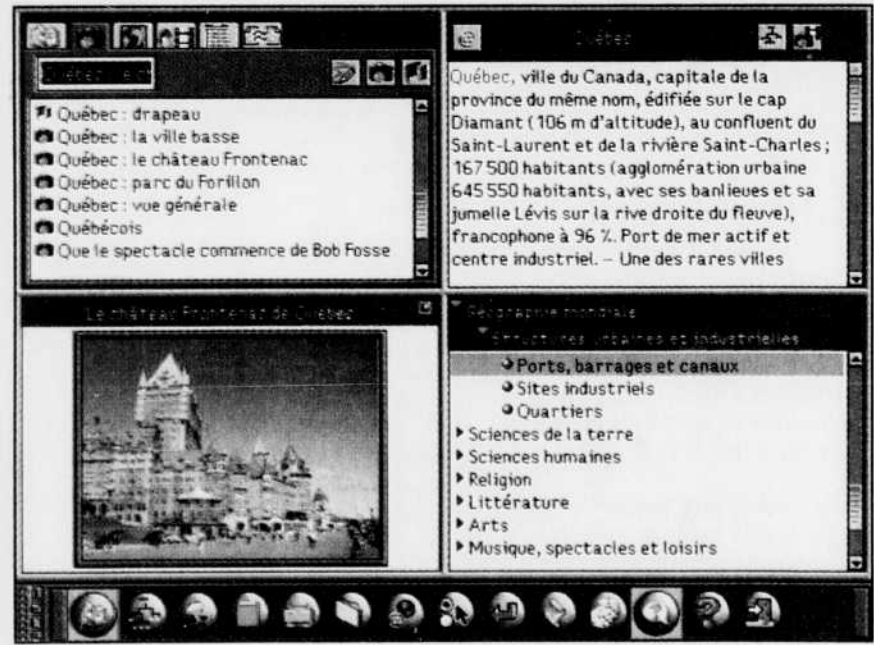 Québec
Québec : drapeau
Québec : la ville basse
Québec : le château Frontenac
Québec : parc du Forillon
Québec : vue générale
Québécois
Que le spectacle commence de Bob Fosse
Québec
Québec, ville du Canada, capitale de la
province du même nom, édifiée sur le cap
Diamant (106 m d'altitude), au confluent du
Saint-Laurent et de la rivière Saint-Charles ;
167 500 habitants (agglomération urbaine
645 550 habitants, avec ses banlieues et sa
jumelle Lévis sur la rive droite du fleuve),
francophone à 96 %. Port de mer actif et
centre industriel. – Une des rares villes
Le château Frontenac de Québec
Géographie mondiale
Structures urbaines et industrielles
Ports, barrages et canaux
Sites industriels
Quartiers
Sciences de la terre
Sciences humaines
Religion
Littérature
Arts
Musique, spectacles et loisirs